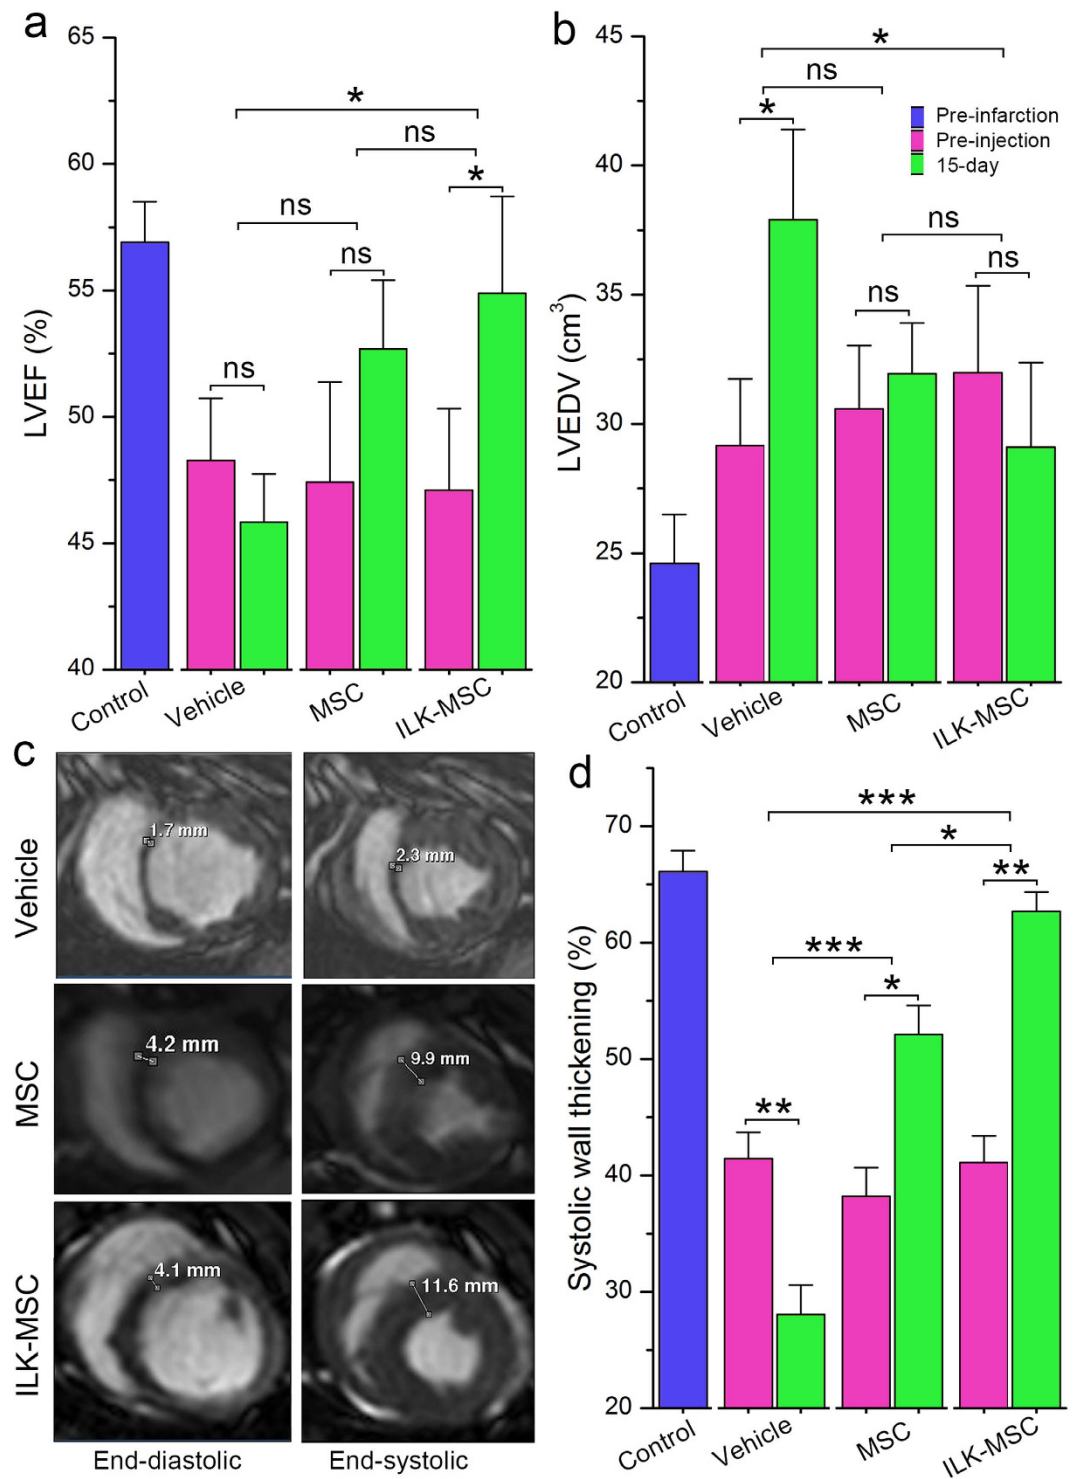 a
65
60
55
50
45
40
LVEF (%)
*
ns
*
ns
ns
ns
Control
Vehicle
MSC
ILK-MSC
b
45
40
35
30
25
20
LVEDV (cm³)
*
ns
*
Pre-infarction
Pre-injection
15-day
ns
ns
ns
Control
Vehicle
MSC
ILK-MSC
c
Vehicle
1.7 mm
2.3 mm
MSC
4.2 mm
9.9 mm
ILK-MSC
4.1 mm
11.6 mm
End-diastolic
End-systolic
d
70
60
50
40
30
20
Systolic wall thickening (%)
***
*
**
***
*
**
Control
Vehicle
MSC
ILK-MSC